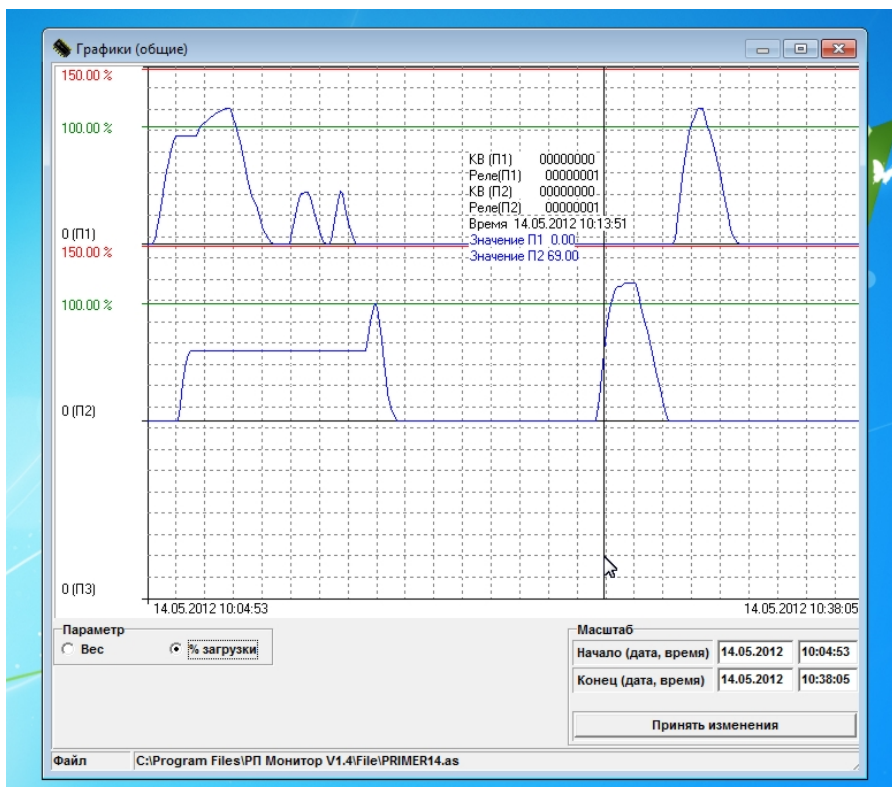 Графики (общие)
150.00 %
100.00 %
КВ (П1) 00000000
Реле(П1) 00000001
КВ (П2) 00000000
Реле(П2) 00000001
Время 14.05.2012 10:13:51
Значение П1 0.00
Значение П2 69.00
0 (П1)
150.00 %
100.00 %
0 (П2)
0 (П3)
14.05.2012 10:04:53 14.05.2012 10:38:05
Параметр
Вес % загрузки
Масштаб
Начало (дата, время) 14.05.2012 10:04:53
Конец (дата, время) 14.05.2012 10:38:05
Принять изменения
Файл C:\Program Files\РП Монитор V1.4\File\PRIMER14.as